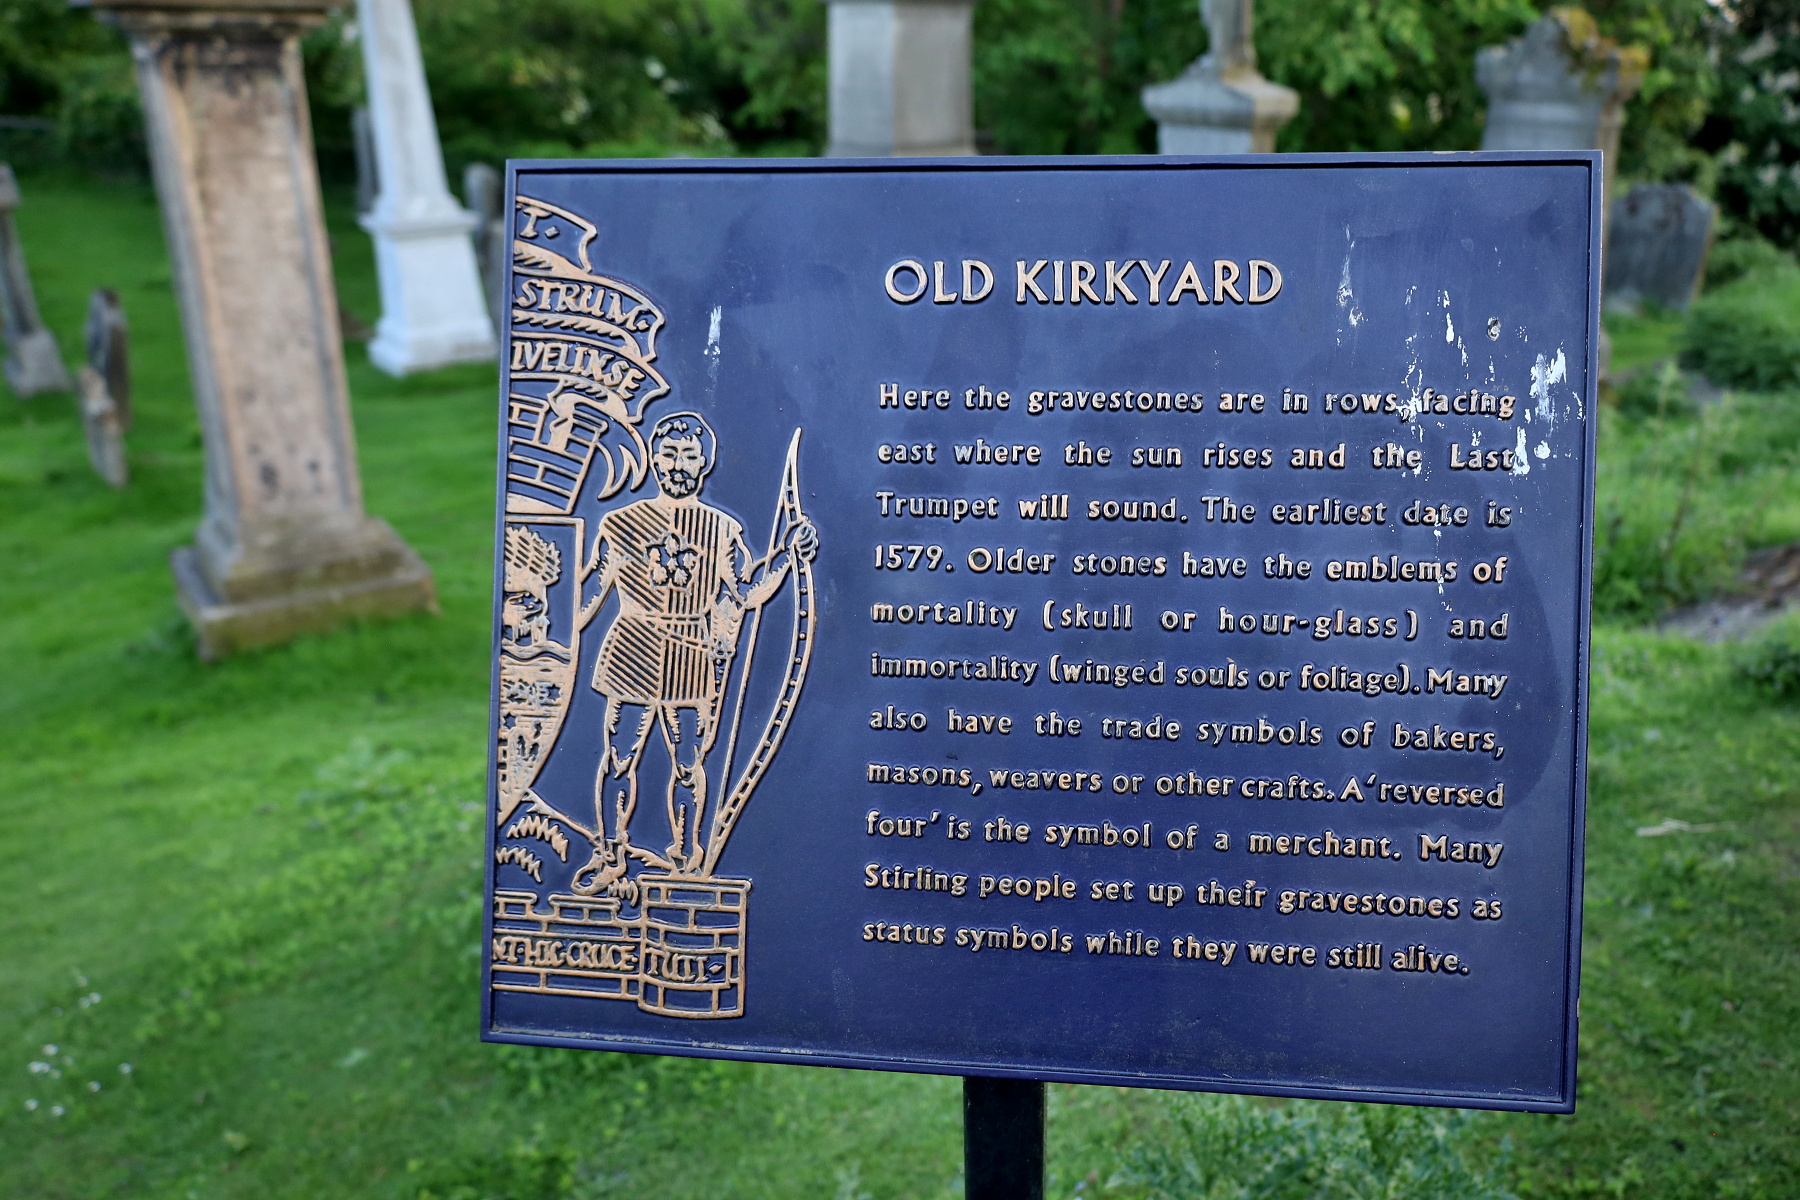 T·
STRUM·
IVELINSE
OLD KIRKYARD
Here the gravestones are in rows, facing
east where the sun rises and the Last
Trumpet will sound. The earliest date is
1579. Older stones have the emblems of
mortality (skull or hour-glass) and
immortality (winged souls or foliage). Many
also have the trade symbols of bakers,
masons, weavers or other crafts. A 'reversed
four' is the symbol of a merchant. Many
Stirling people set up their gravestones as
status symbols while they were still alive.
NT·HIC·CRUCE TUTI·